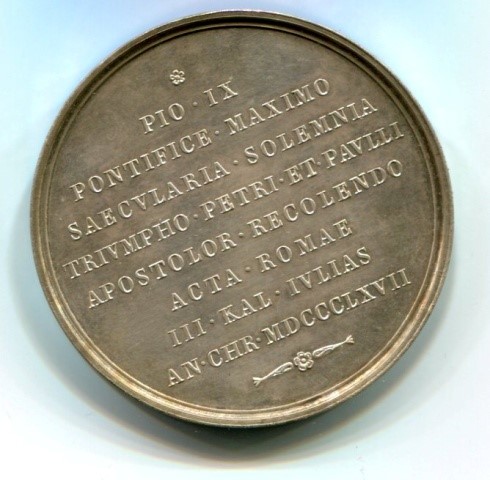 PIO · IX
PONTIFICE · MAXIMO
SAECVLARIA · SOLEMNIA
TRIVMPHO · PETRI · ET · PAVLLI
APOSTOLOR · RECOLENDO
ACTA · ROMAE
III · KAL · IVLIAS
AN · CHR · MDCCCLXVII